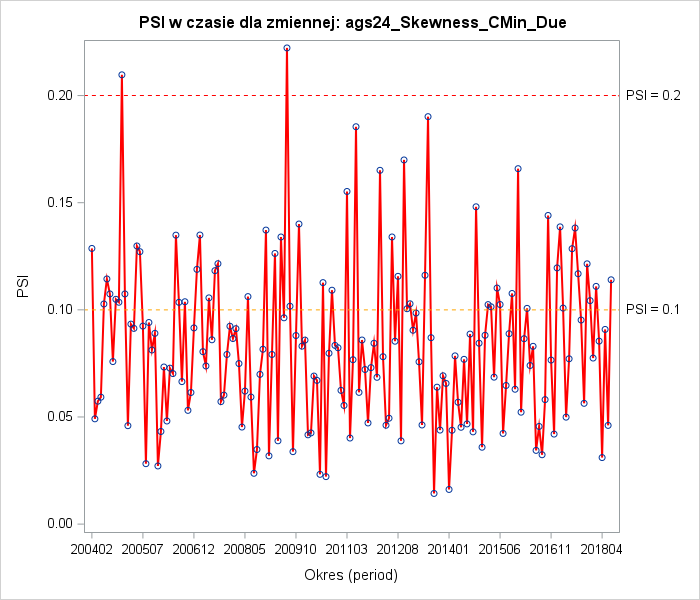 PSI w czasie dla zmiennej: ags24_Skewness_CMin_Due
0.20
PSI = 0.2
0.15
PSI
0.10
PSI = 0.1
0.05
0.00
200402 200507 200612 200805 200910 201103 201208 201401 201506 201611 201804
Okres (period)